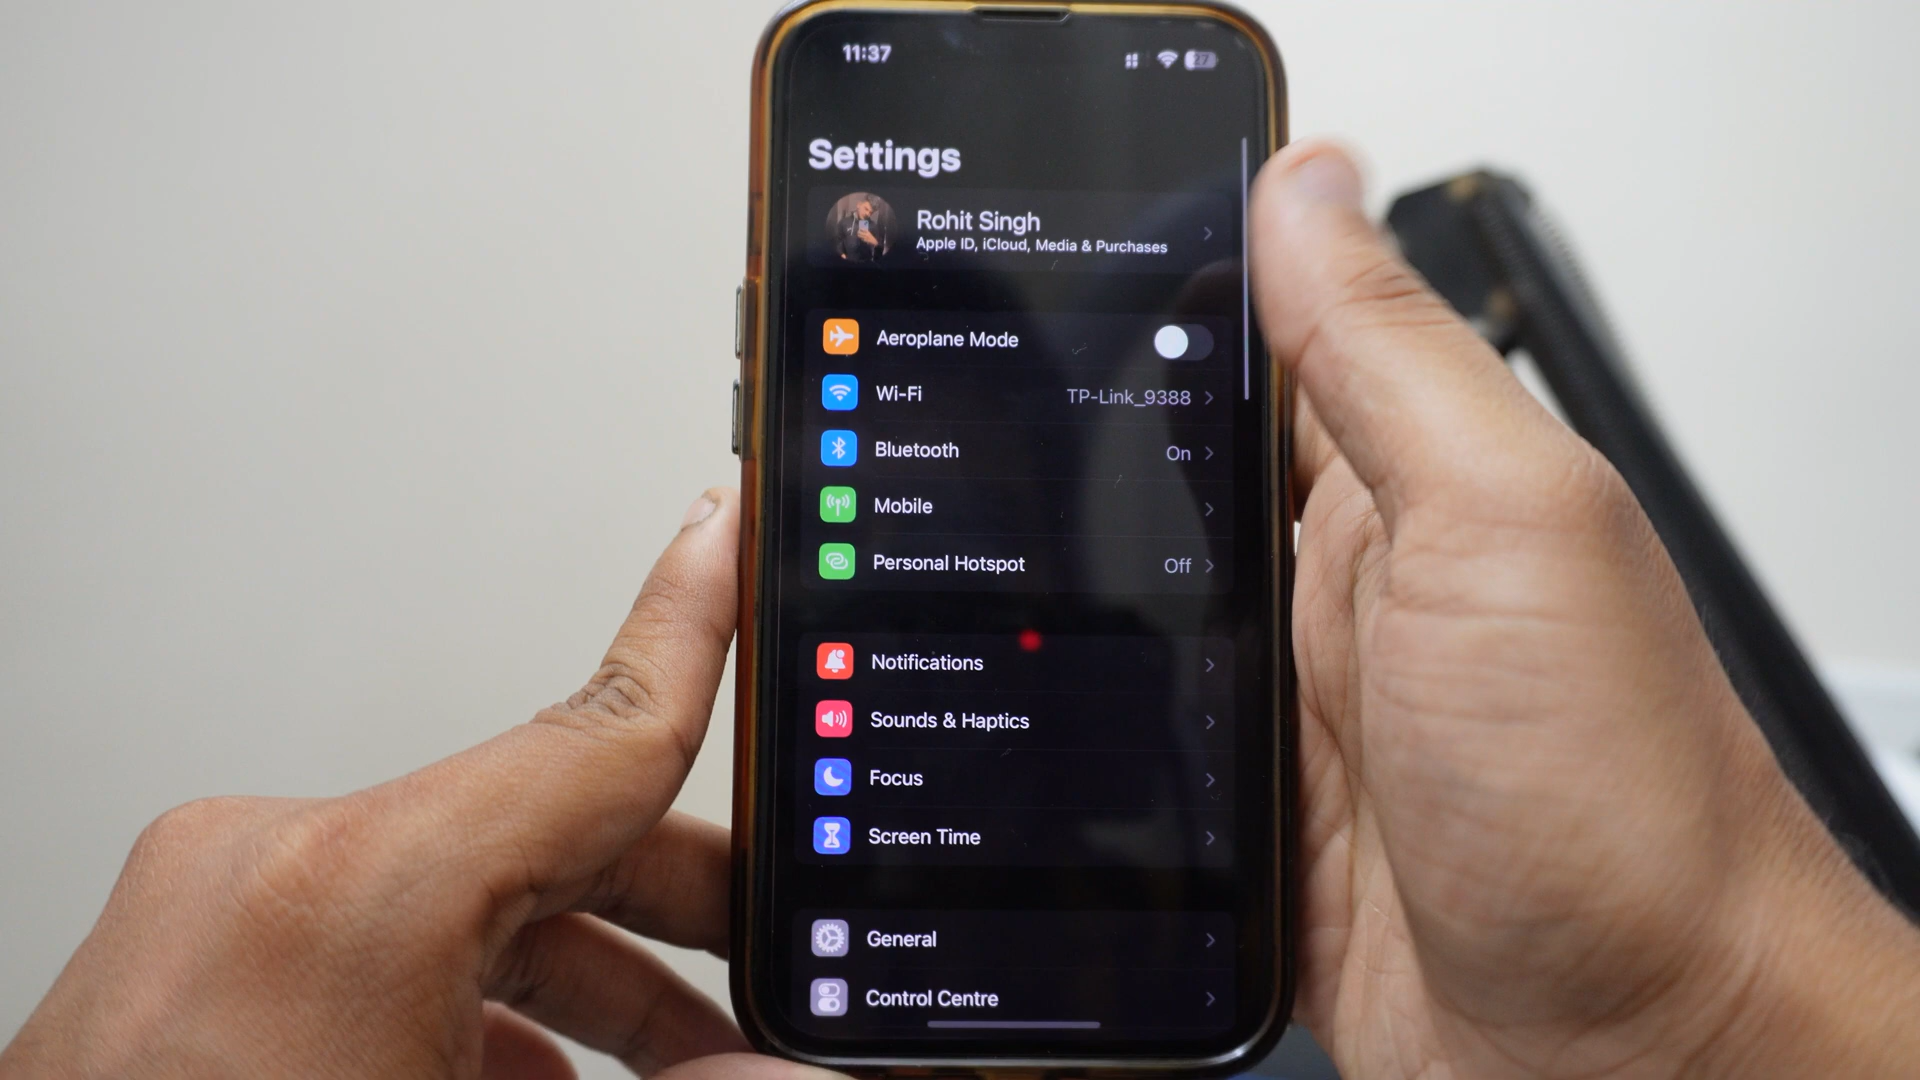 11:37
27
Settings
Rohit Singh
Apple ID, iCloud, Media & Purchases
Aeroplane Mode
Wi-Fi TP-Link_9388
Bluetooth On
Mobile
Personal Hotspot Off
Notifications
Sounds & Haptics
Focus
Screen Time
General
Control Centre